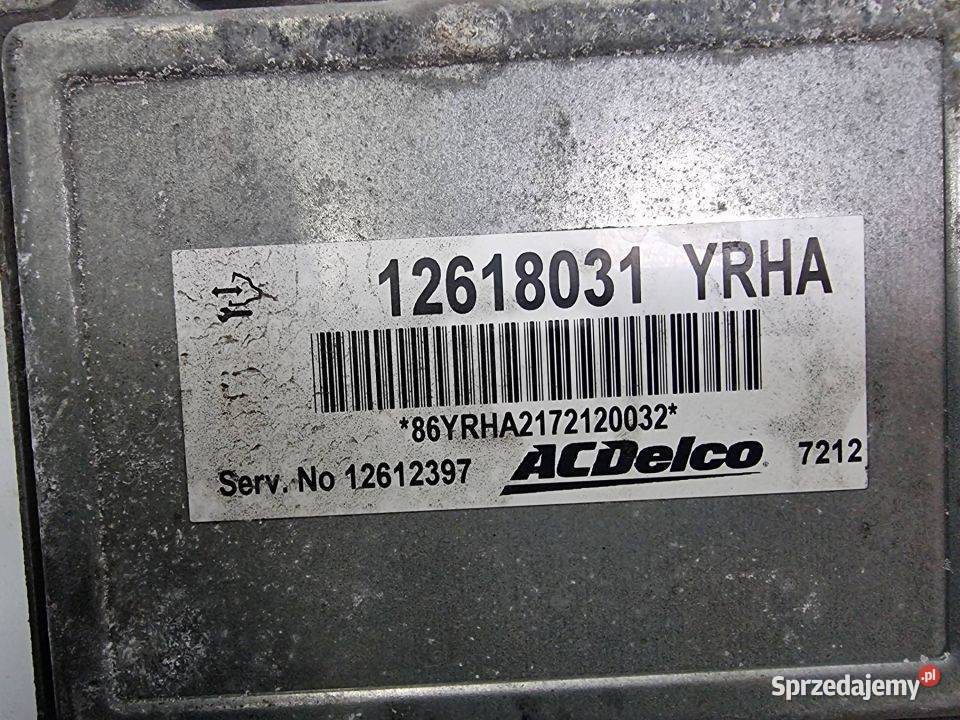 12618031 YRHA
*86YRHA2172120032*
Serv. No 12612397 ACDelco 7212
Sprzedajemy.pl